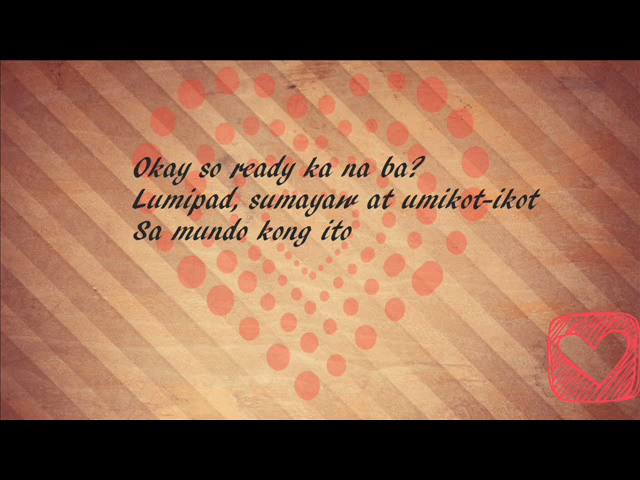 Okay so ready ka na ba?
Lumipad, sumayaw at umikot-ikot
Sa mundo kong ito